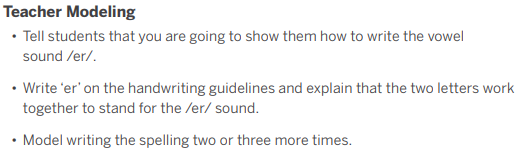 Teacher Modeling
• Tell students that you are going to show them how to write the vowel
sound /er/.
• Write ‘er’ on the handwriting guidelines and explain that the two letters work
together to stand for the /er/ sound.
• Model writing the spelling two or three more times.